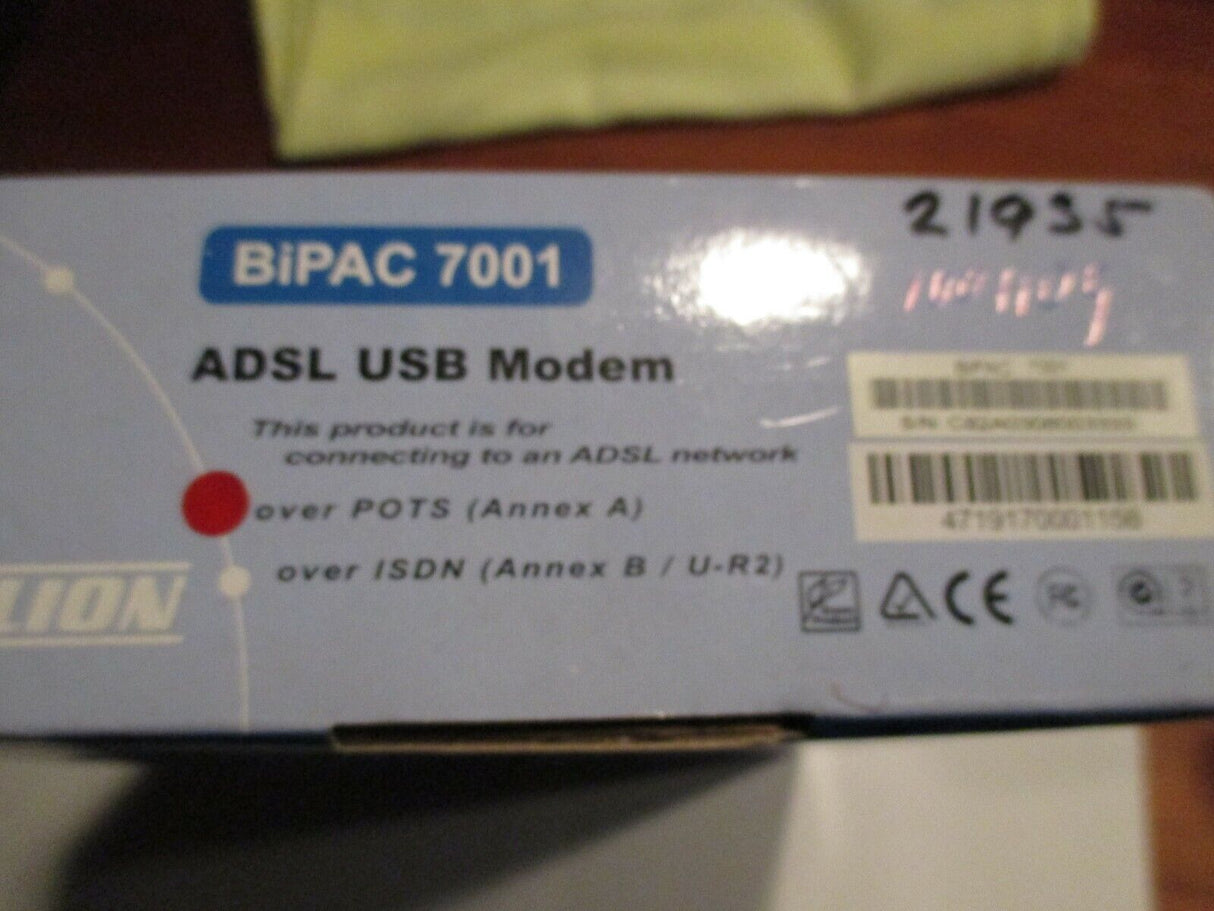 21935
BiPAC 7001
ADSL USB Modem
This product is for
connecting to an ADSL network
over POTS (Annex A)
over ISDN (Annex B / U-R2)
LION
4719170001156
CE
FC